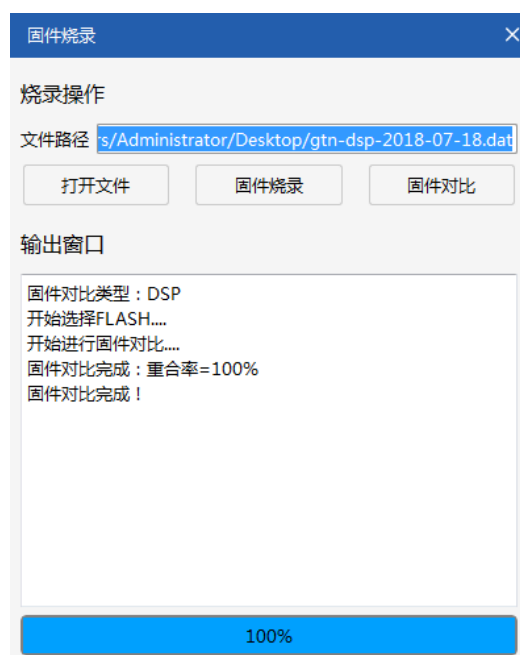 固件烧录
烧录操作
文件路径 rs/Administrator/Desktop/gtn-dsp-2018-07-18.dat
打开文件 固件烧录 固件对比
输出窗口
固件对比类型：DSP
开始选择FLASH....
开始进行固件对比....
固件对比完成：重合率=100%
固件对比完成！
100%